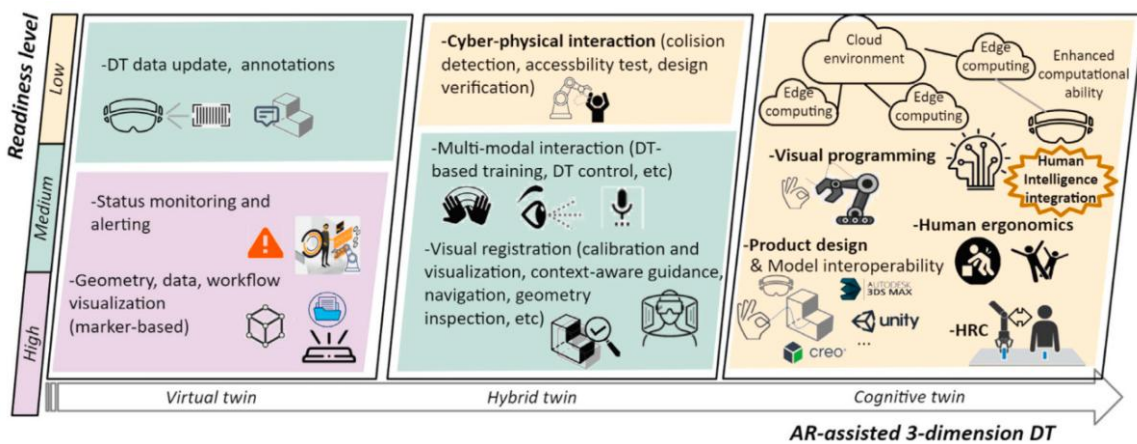 Readiness level
Low
Medium
High
-DT data update, annotations
-Status monitoring and
alerting
-Geometry, data, workflow
visualization
(marker-based)
-Cyber-physical interaction (colision
detection, accessbility test, design
verification)
-Multi-modal interaction (DT-
based training, DT control, etc)
-Visual registration (calibration and
visualization, context-aware guidance,
navigation, geometry
inspection, etc)
Cloud
environment
Edge
computing
Edge
computing
Edge
computing
Enhanced
computational
ability
-Visual programming
Human
Intelligence
integration
-Product design
& Model interoperability
AUTODESK
3DS MAX
unity
creo
...
-Human ergonomics
-HRC
Virtual twin
Hybrid twin
Cognitive twin
AR-assisted 3-dimension DT